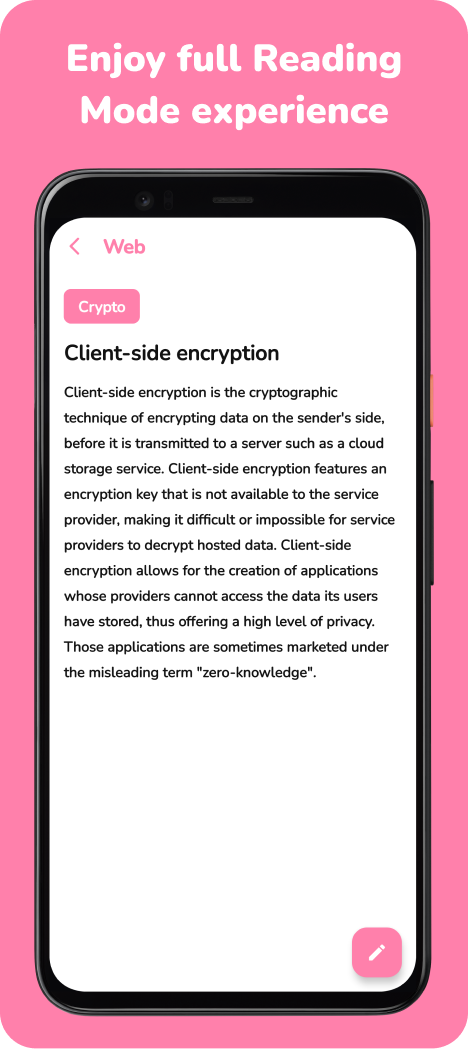 Enjoy full Reading
Mode experience
Web
Crypto
Client-side encryption
Client-side encryption is the cryptographic
technique of encrypting data on the sender's side,
before it is transmitted to a server such as a cloud
storage service. Client-side encryption features an
encryption key that is not available to the service
provider, making it difficult or impossible for service
providers to decrypt hosted data. Client-side
encryption allows for the creation of applications
whose providers cannot access the data its users
have stored, thus offering a high level of privacy.
Those applications are sometimes marketed under
the misleading term "zero-knowledge".